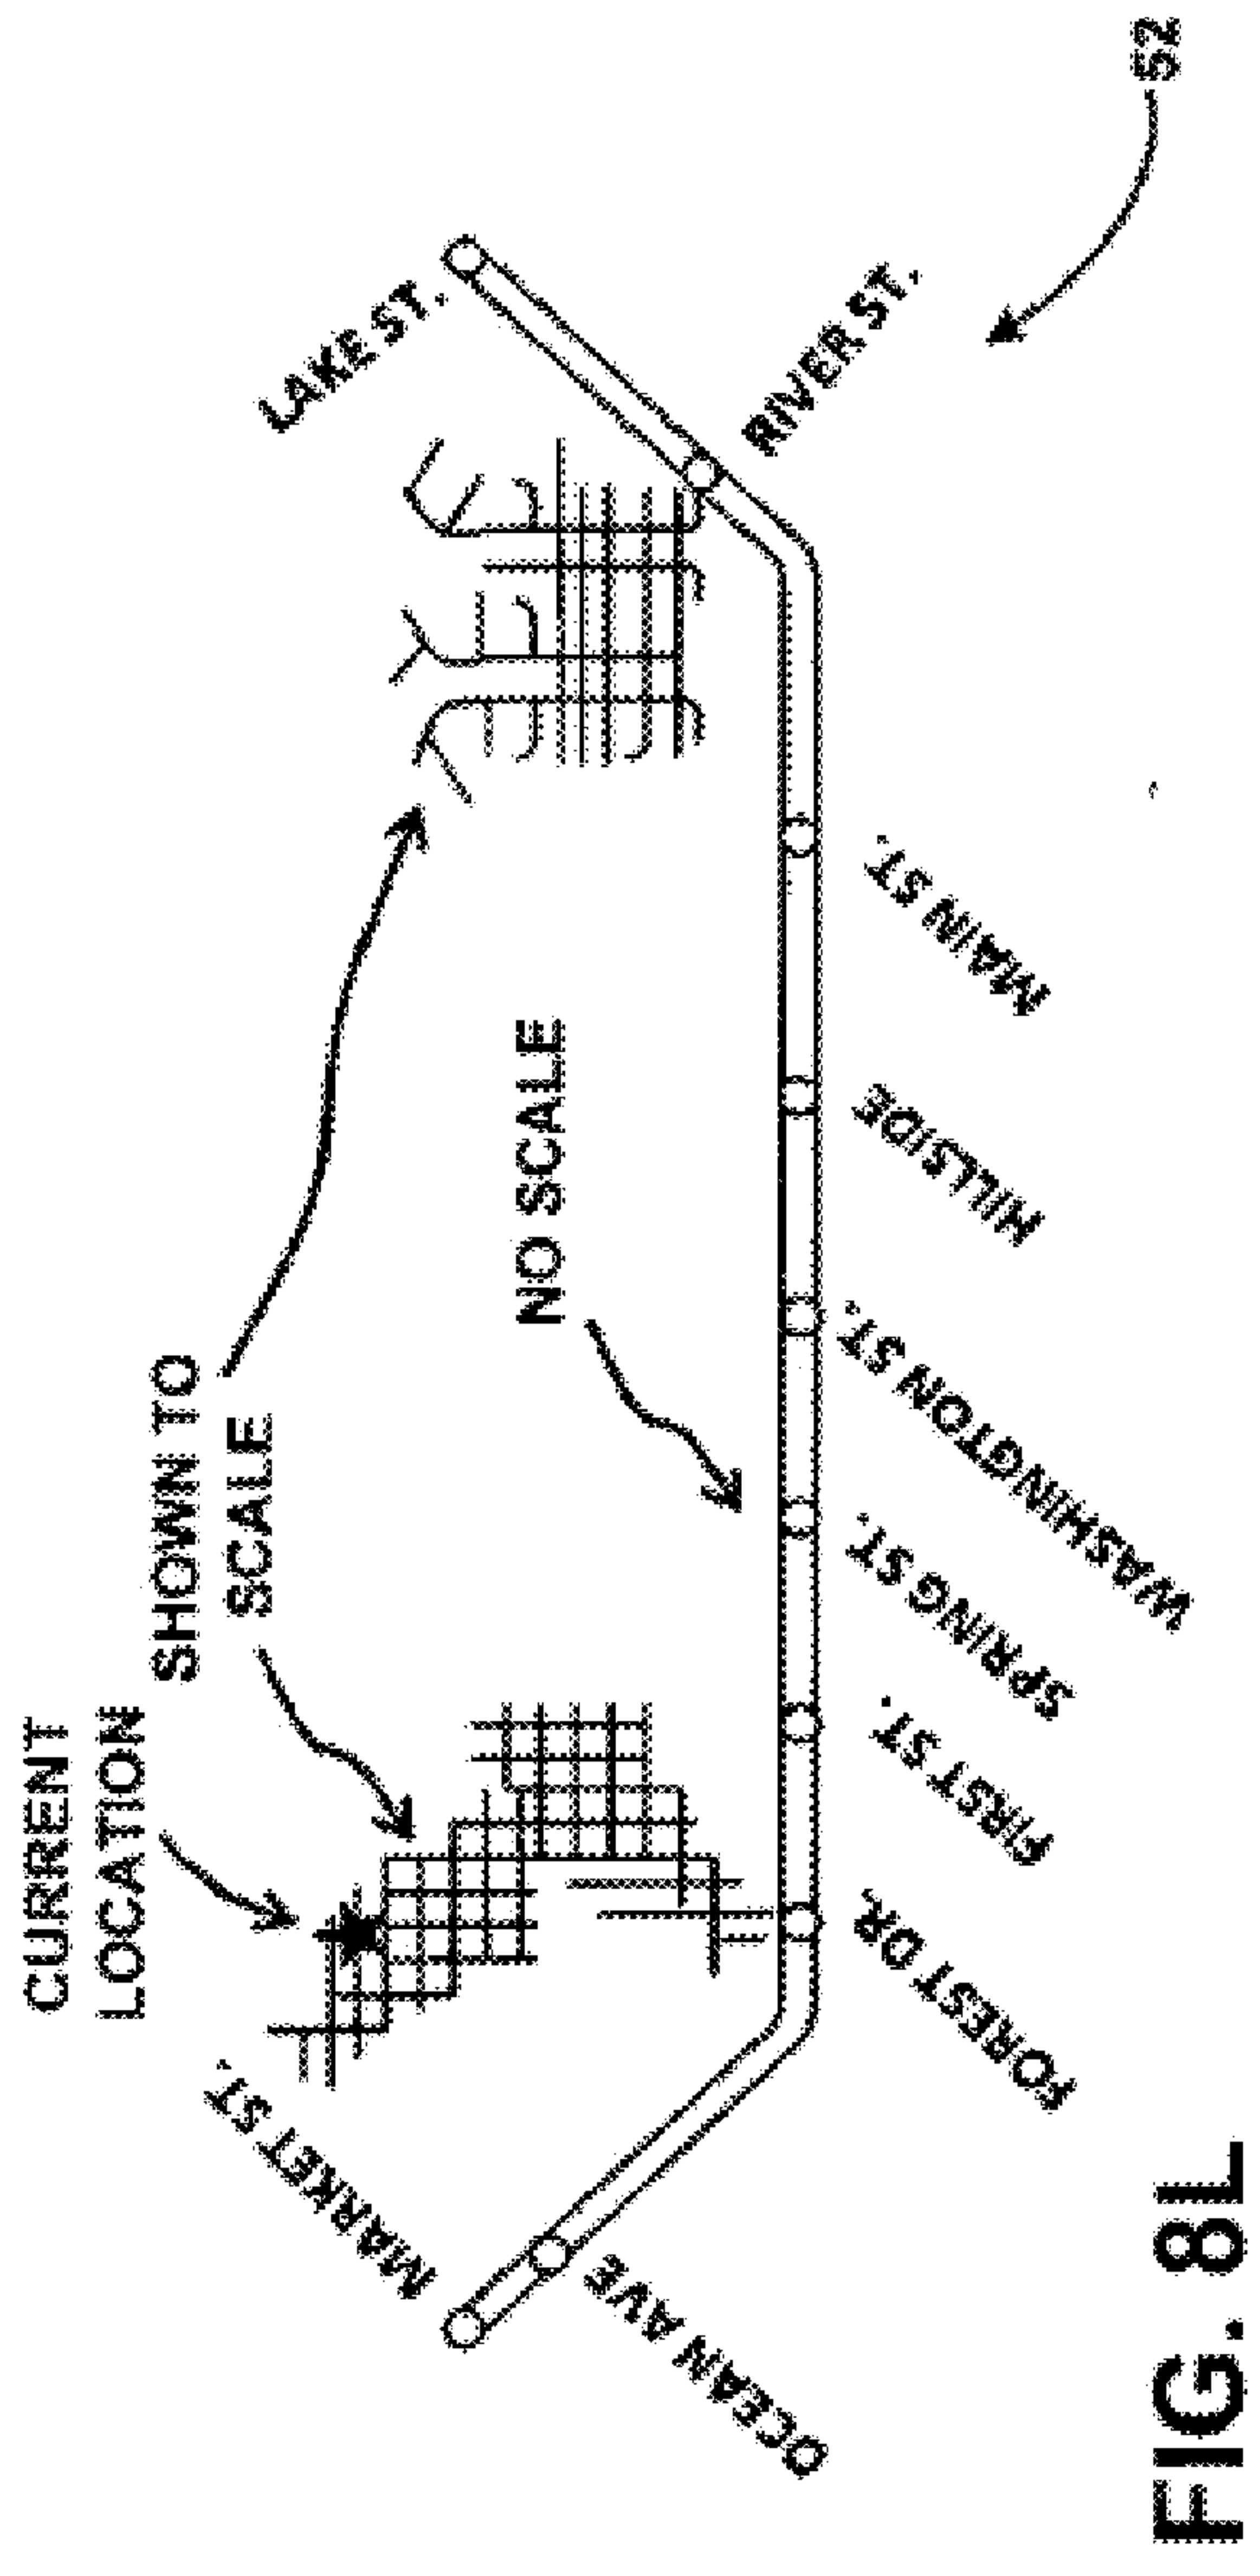 CURRENT
LOCATION
SHOWN TO
SCALE
NO SCALE
MARKET ST.
OCEAN AVE
FOREST DR.
FIRST ST.
SPRING ST.
WASHINGTON ST.
HILLSIDE
MAIN ST.
RIVER ST.
LAKE ST.
52
FIG. 8L